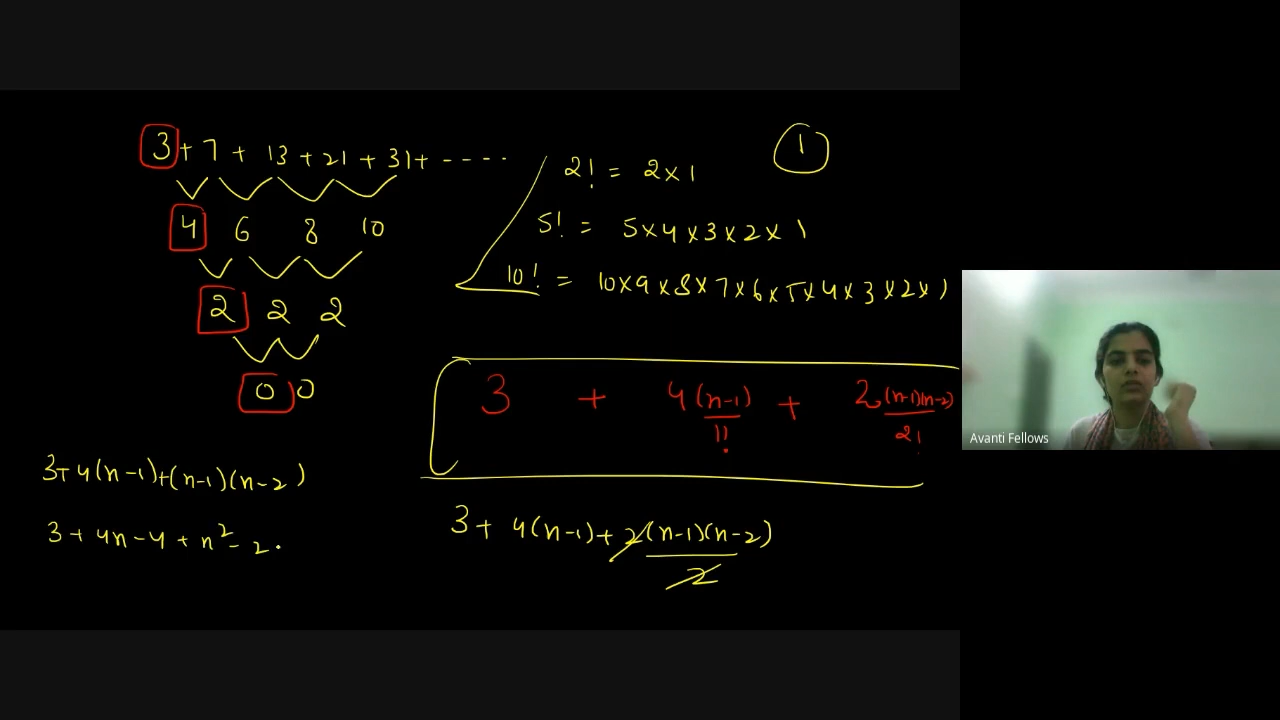 3 + 7 + 13 + 21 + 31 + - - - -
4 6 8 10
2 2 2
0 0
2! = 2 x 1
5! = 5 x 4 x 3 x 2 x 1
10! = 10 x 9 x 8 x 7 x 6 x 5 x 4 x 3 x 2 x 1
1
3 + 4(n-1)/1! + 2(n-1)(n-2)/2!
3 + 4(n-1) + 2(n-1)(n-2)/2
3 + 4(n-1) + (n-1)(n-2)
3 + 4n - 4 + n² - 2.
Avanti Fellows